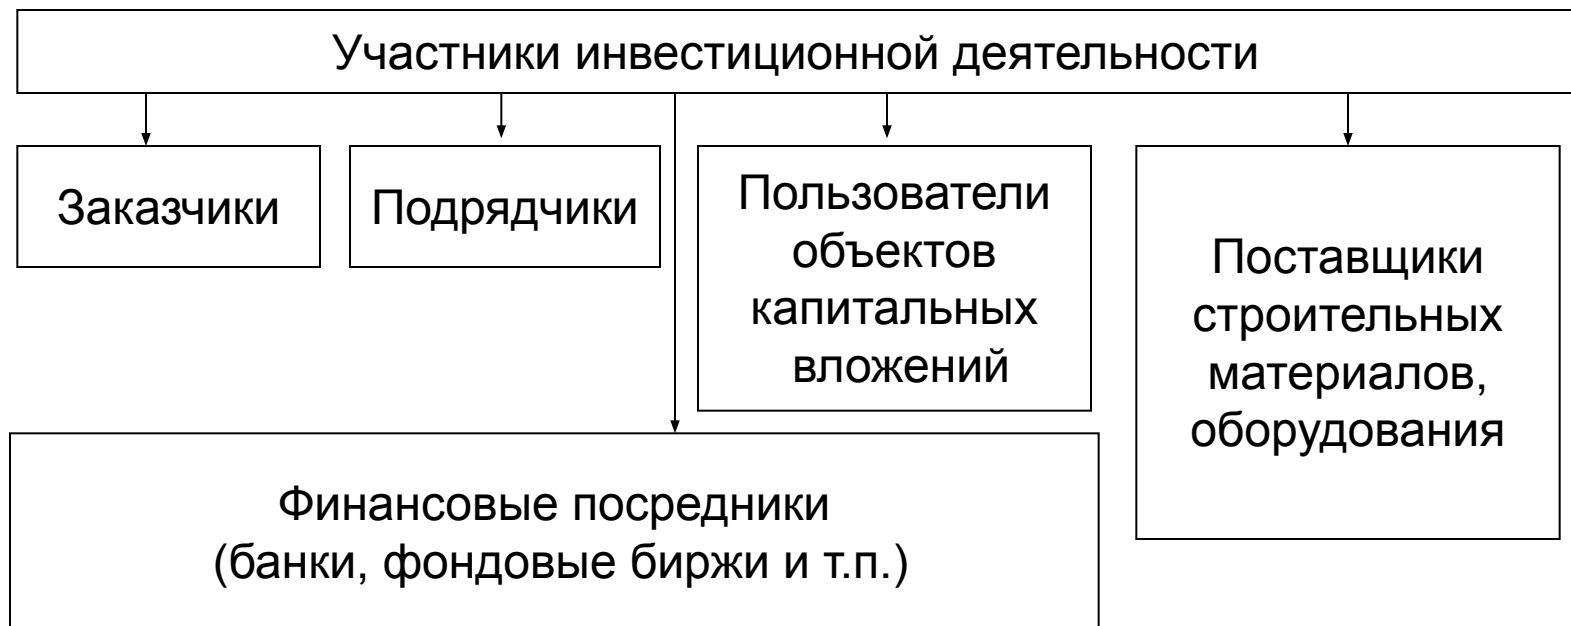 Участники инвестиционной деятельности
Заказчики
Подрядчики
Пользователи
объектов
капитальных
вложений
Поставщики
строительных
материалов,
оборудования
Финансовые посредники
(банки, фондовые биржи и т.п.)